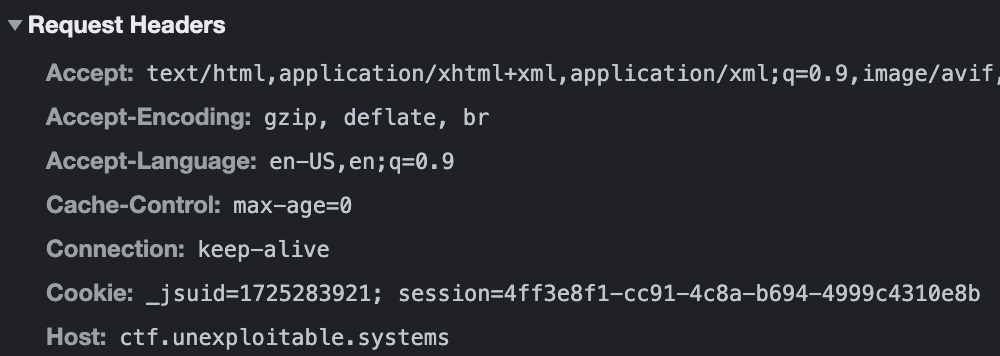 Request Headers
Accept: text/html,application/xhtml+xml,application/xml;q=0.9,image/avif,
Accept-Encoding: gzip, deflate, br
Accept-Language: en-US,en;q=0.9
Cache-Control: max-age=0
Connection: keep-alive
Cookie: _jsuid=1725283921; session=4ff3e8f1-cc91-4c8a-b694-4999c4310e8b
Host: ctf.unexploitable.systems